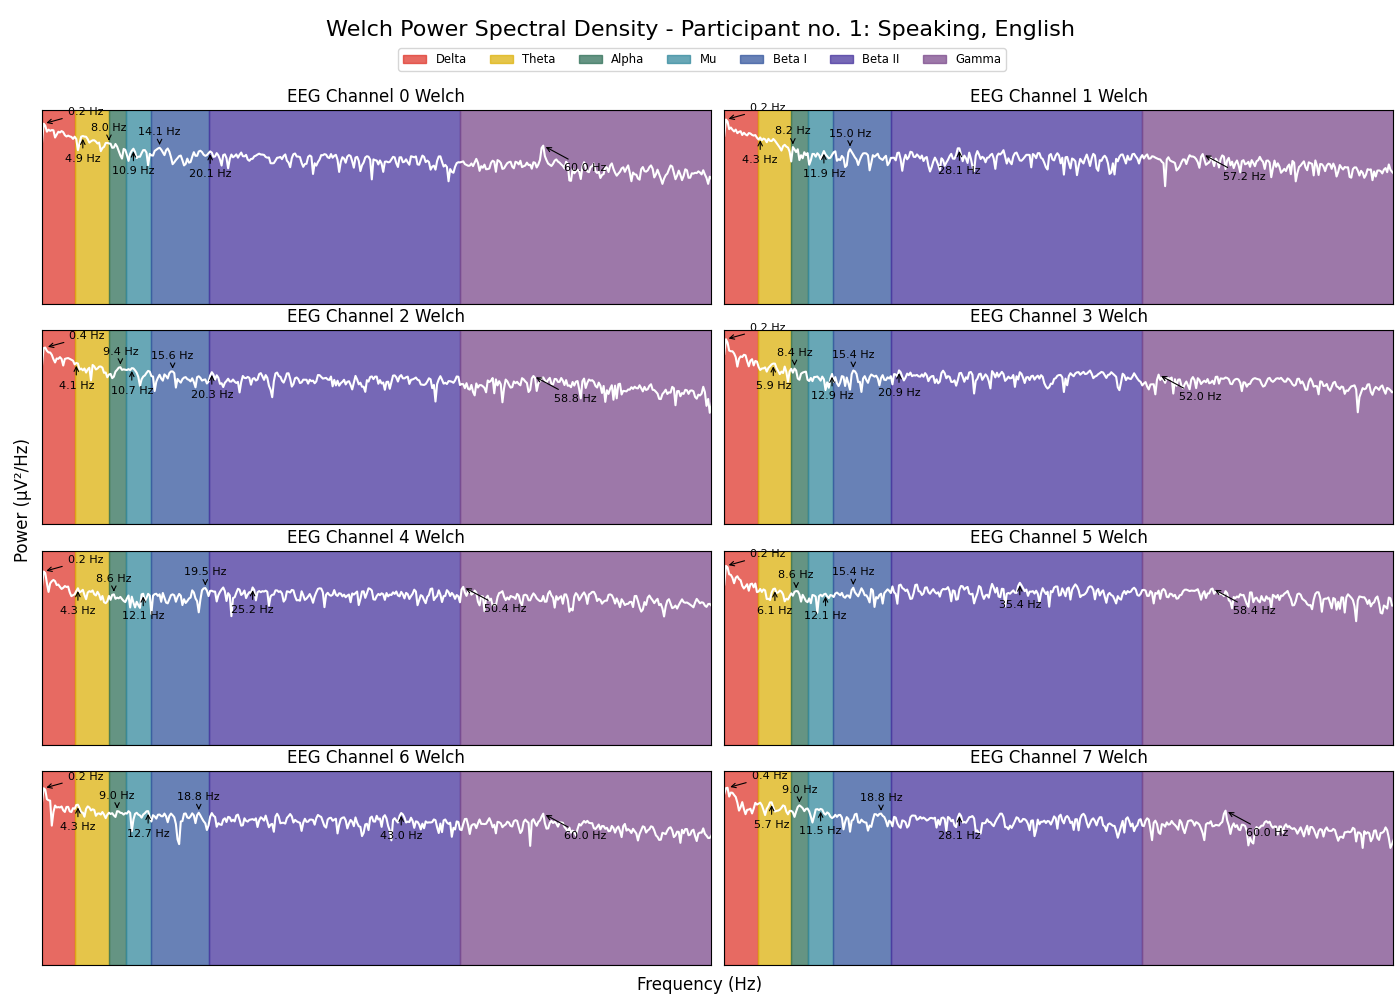 Welch Power Spectral Density - Participant no. 1: Speaking, English
Delta Theta Alpha Mu Beta I Beta II Gamma
EEG Channel 0 Welch
0.2 Hz
8.0 Hz
14.1 Hz
4.9 Hz
10.9 Hz
20.1 Hz
60.0 Hz
EEG Channel 1 Welch
0.2 Hz
8.2 Hz
15.0 Hz
4.3 Hz
11.9 Hz
28.1 Hz
57.2 Hz
EEG Channel 2 Welch
0.4 Hz
9.4 Hz
15.6 Hz
4.1 Hz
10.7 Hz
20.3 Hz
58.8 Hz
EEG Channel 3 Welch
0.2 Hz
8.4 Hz
15.4 Hz
5.9 Hz
12.9 Hz
20.9 Hz
52.0 Hz
Power (μV²/Hz)
EEG Channel 4 Welch
0.2 Hz
8.6 Hz
19.5 Hz
4.3 Hz
12.1 Hz
25.2 Hz
50.4 Hz
EEG Channel 5 Welch
0.2 Hz
8.6 Hz
15.4 Hz
6.1 Hz
12.1 Hz
35.4 Hz
58.4 Hz
EEG Channel 6 Welch
0.2 Hz
9.0 Hz
18.8 Hz
4.3 Hz
12.7 Hz
43.0 Hz
60.0 Hz
EEG Channel 7 Welch
0.4 Hz
9.0 Hz
18.8 Hz
5.7 Hz
11.5 Hz
28.1 Hz
60.0 Hz
Frequency (Hz)